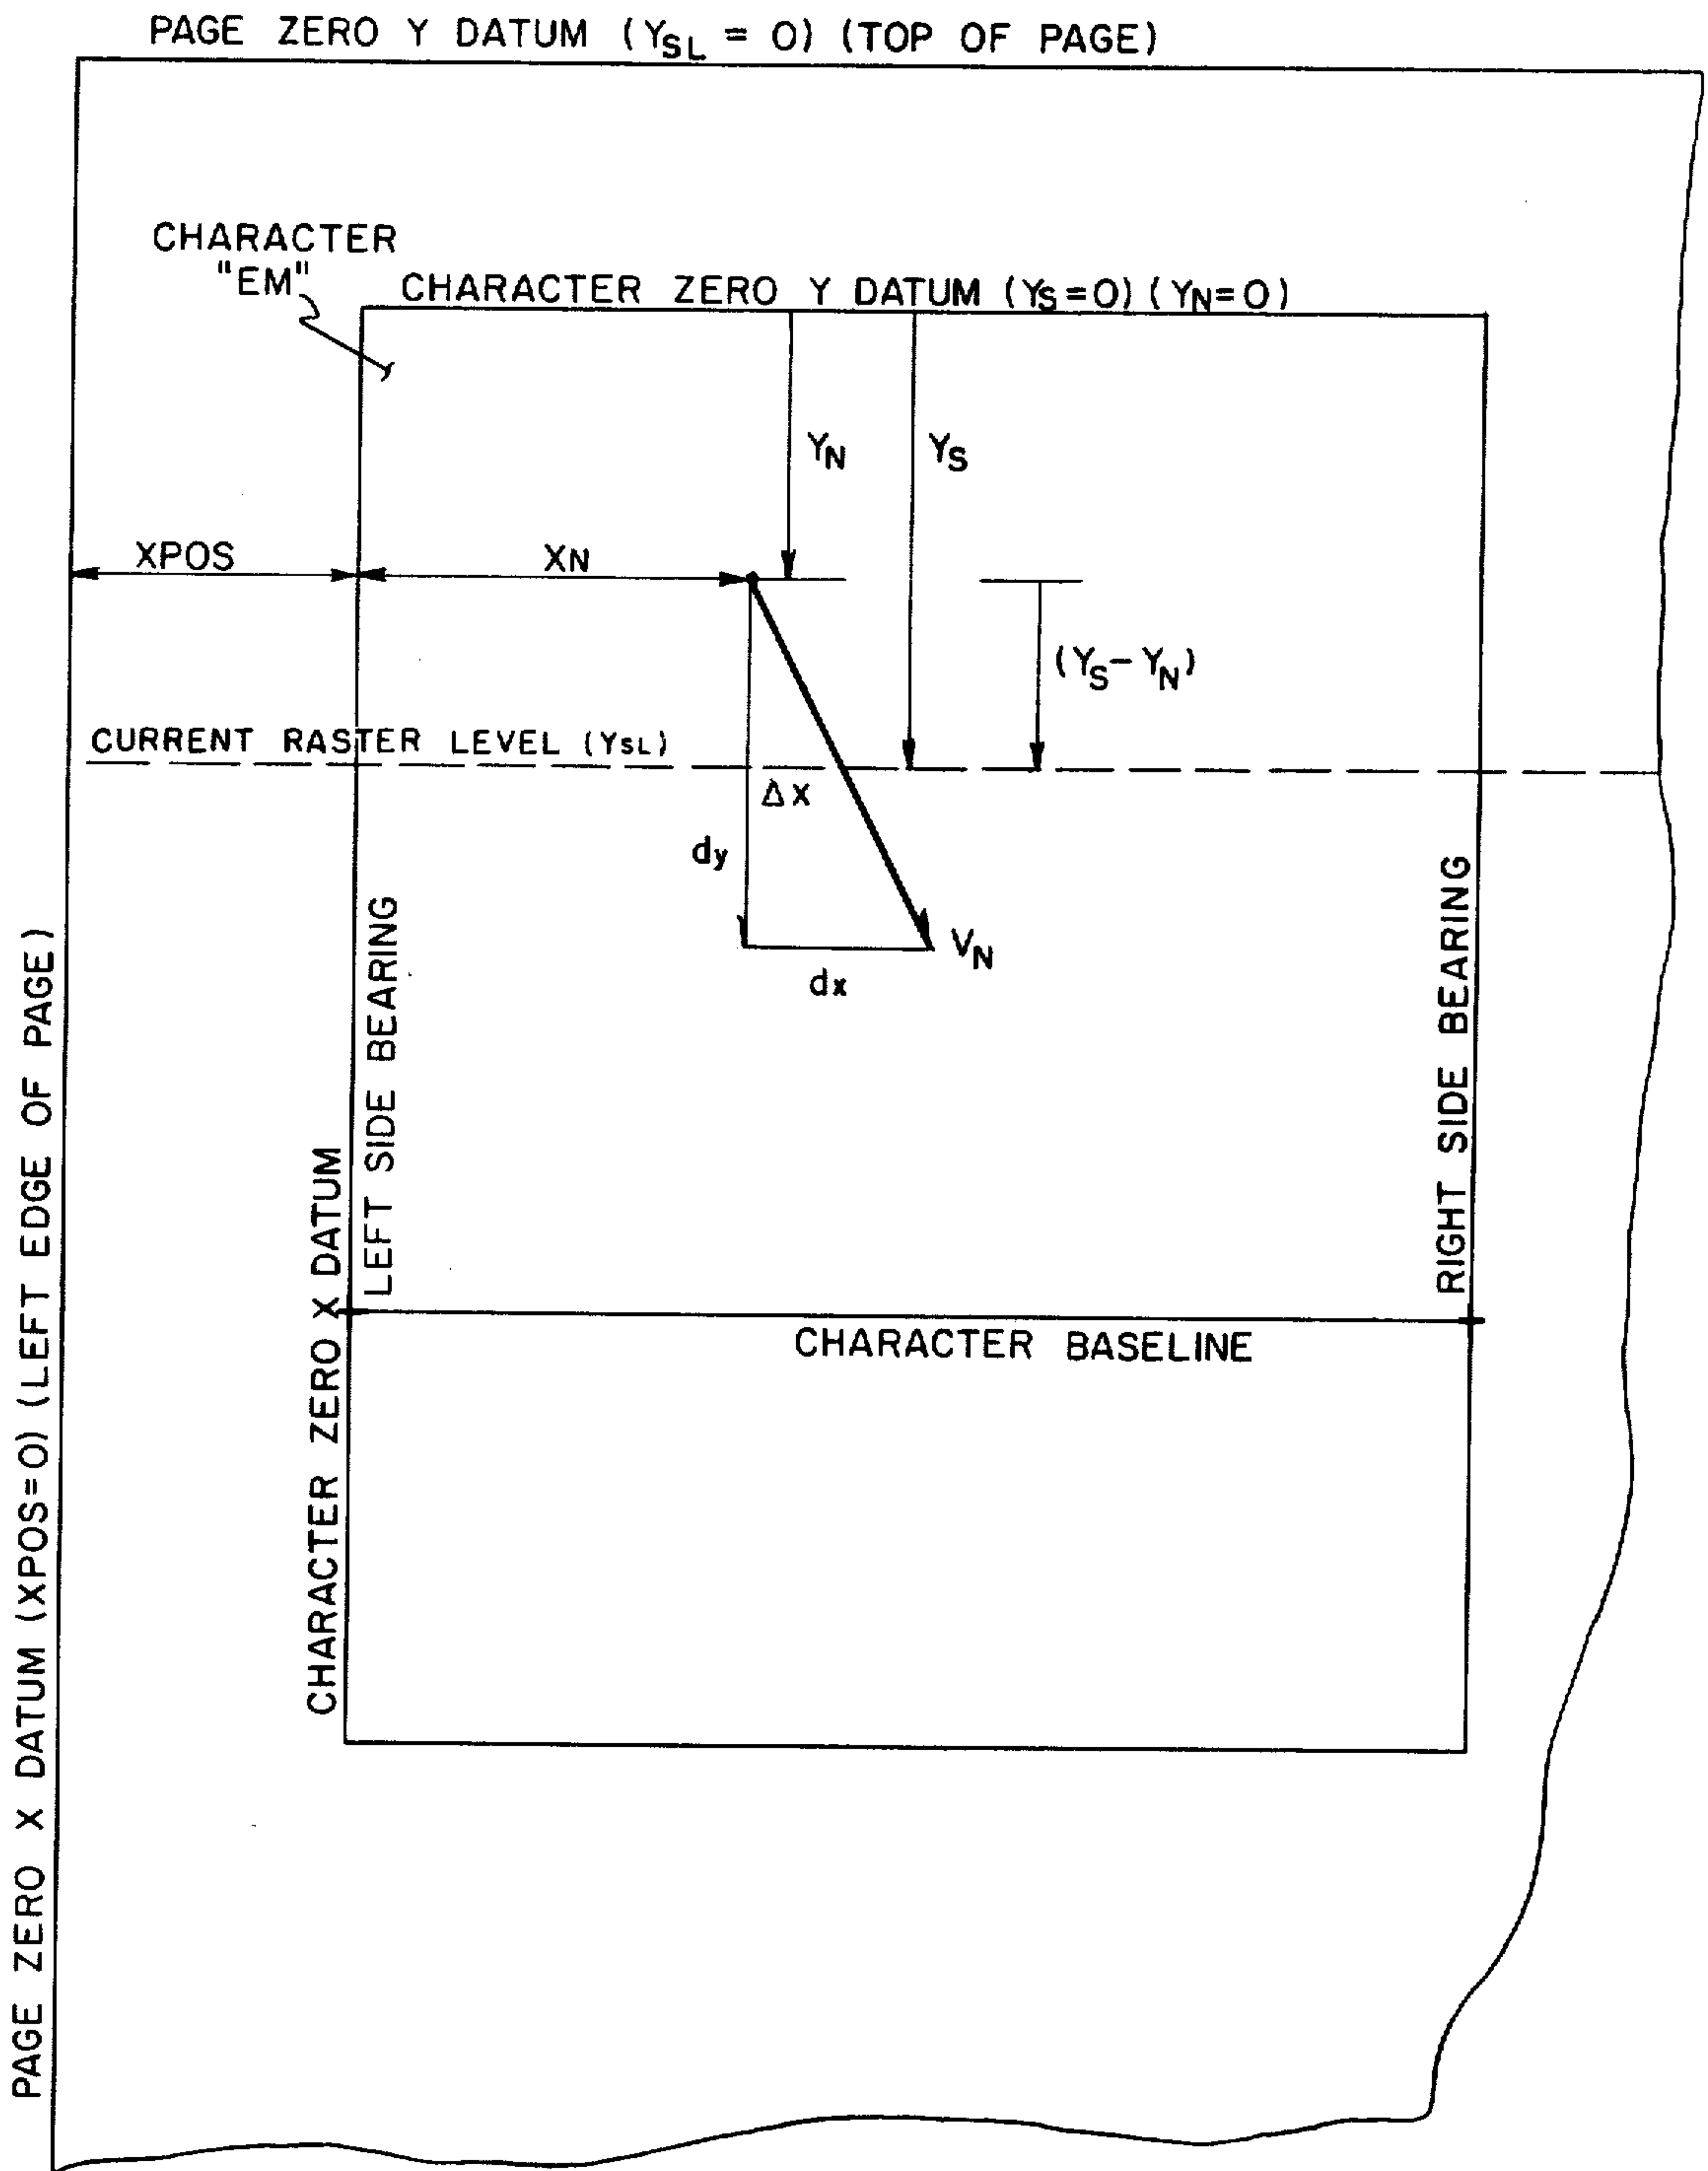 PAGE ZERO Y DATUM (YSL = 0) (TOP OF PAGE)
CHARACTER
"EM"
CHARACTER ZERO Y DATUM (YS=0) (YN=0)
YN
YS
XPOS
XN
(YS-YN)
CURRENT RASTER LEVEL (YSL)
Δx
dy
VN
dx
LEFT SIDE BEARING
RIGHT SIDE BEARING
PAGE ZERO X DATUM (XPOS=0) (LEFT EDGE OF PAGE)
CHARACTER ZERO X DATUM
CHARACTER BASELINE